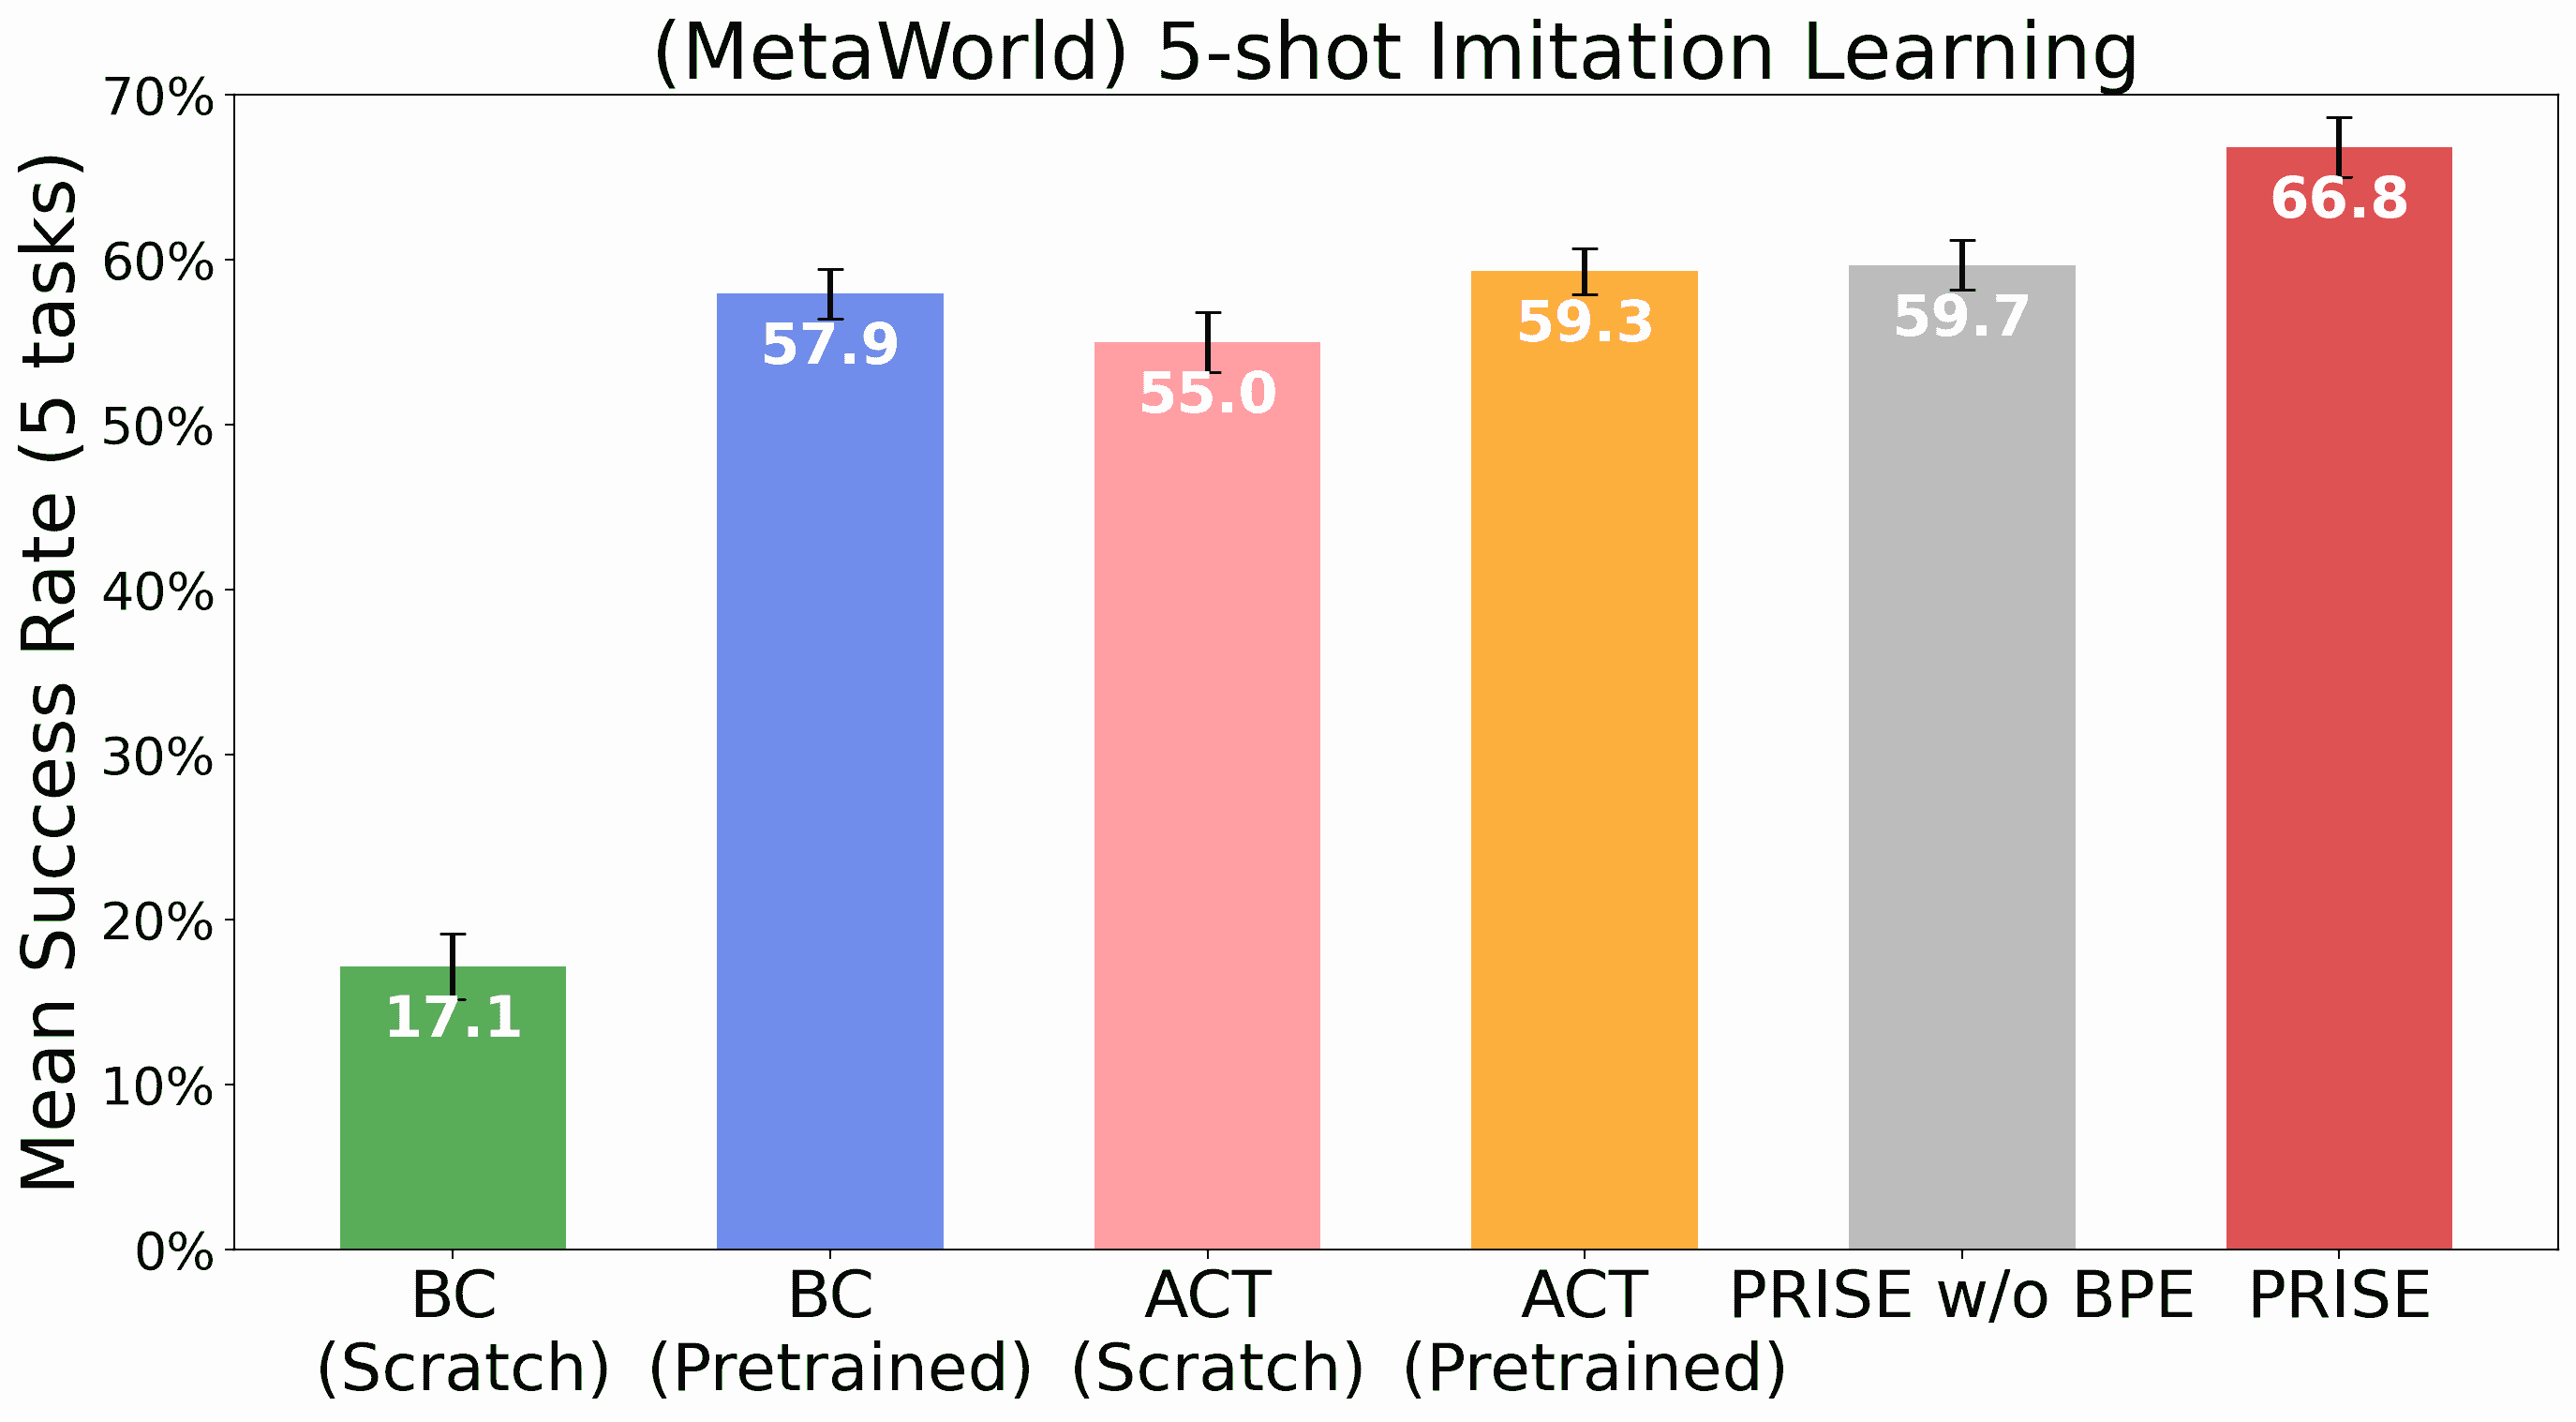 (MetaWorld) 5-shot Imitation Learning
Mean Success Rate (5 tasks)
70%
60%
50%
40%
30%
20%
10%
0%
17.1
57.9
55.0
59.3
59.7
66.8
BC
(Scratch)
BC
(Pretrained)
ACT
(Scratch)
ACT
(Pretrained)
PRISE w/o BPE
PRISE